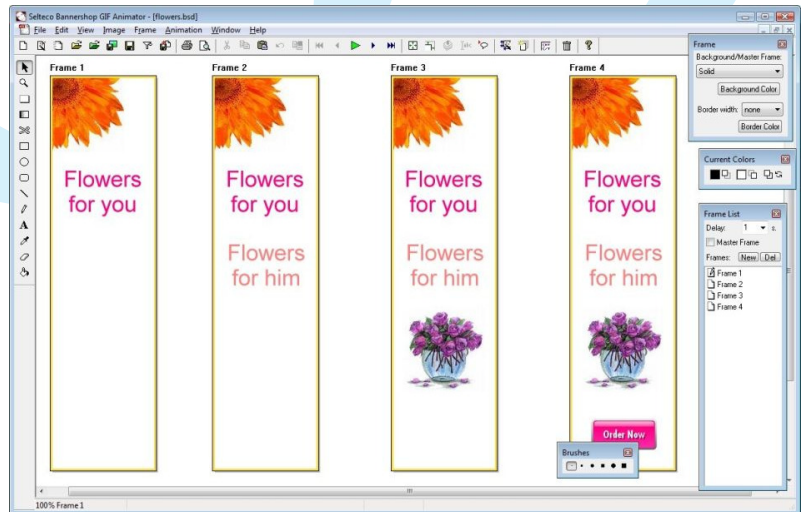 Selteco Bannershop GIF Animator - [flowers.bsd]
File Edit View Image Frame Animation Window Help
Frame 1 Frame 2 Frame 3 Frame 4
Flowers
for you
Flowers
for you
Flowers
for him
Flowers
for you
Flowers
for him
Flowers
for you
Flowers
for him
Order Now
Frame
Background/Master Frame:
Solid
Background Color
Border width: none
Border Color
Current Colors
Frame List
Delay: 1 s.
Master Frame
Frames: New Del
Frame 1
Frame 2
Frame 3
Frame 4
Brushes
100% Frame 1